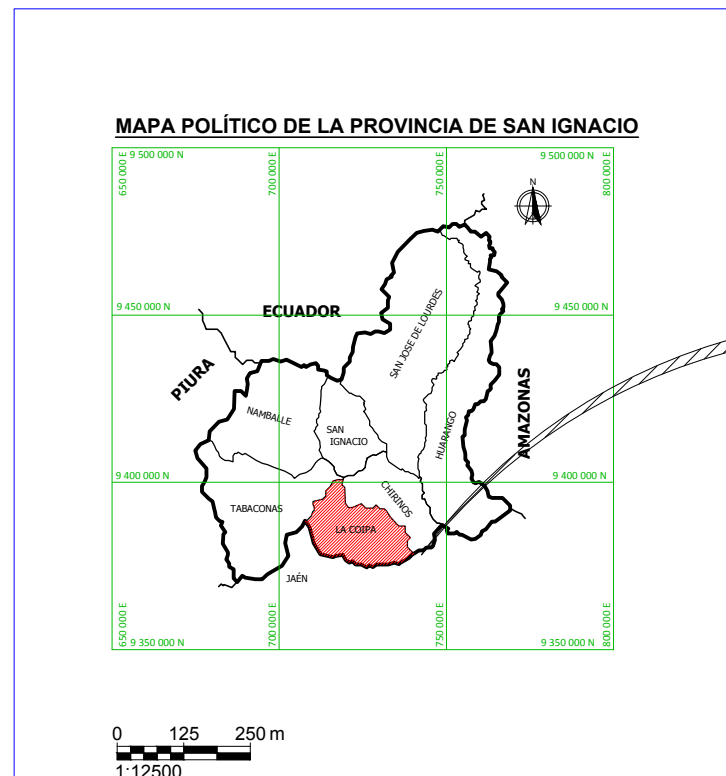 MAPA POLÍTICO DE LA PROVINCIA DE SAN IGNACIO
9 500 000 N
9 500 000 N
650 000 E
700 000 E
750 000 E
800 000 E
N
ECUADOR
9 450 000 N
9 450 000 N
SAN JOSE DE LOURDES
PIURA
AMAZONAS
NAMBALLE
SAN
IGNACIO
HUARANGO
9 400 000 N
9 400 000 N
CHIRINOS
TABACONAS
LA COIPA
JAÉN
650 000 E
700 000 E
750 000 E
800 000 E
9 350 000 N
9 350 000 N
0 125 250 m
1:12500